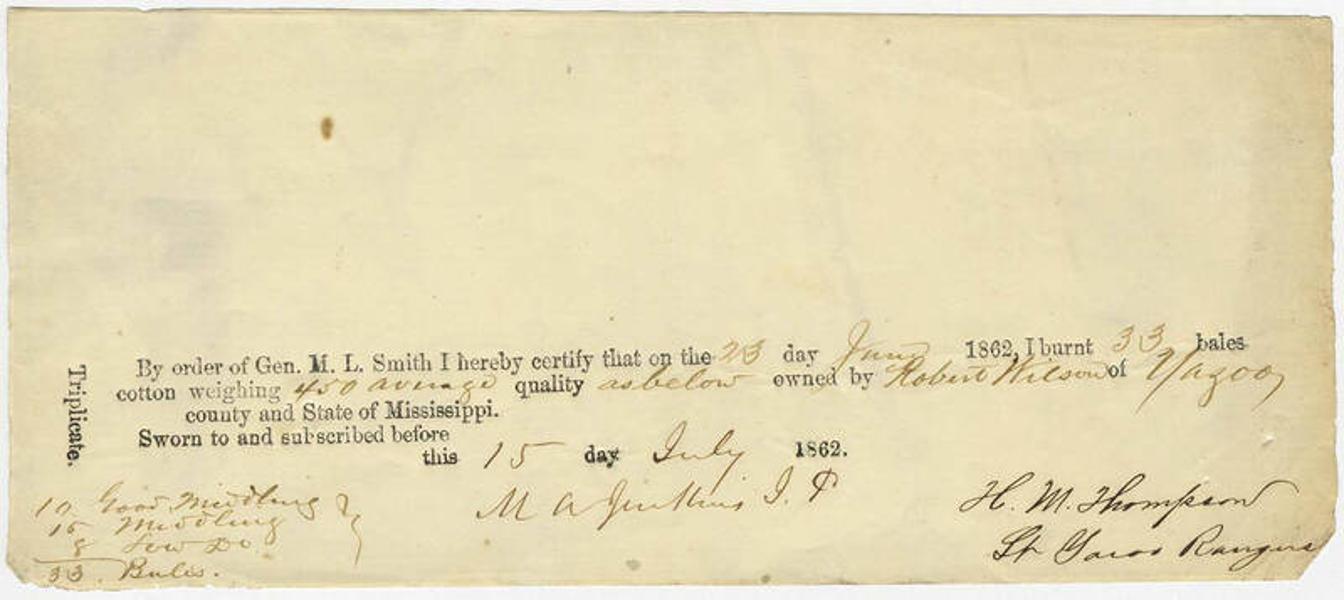 By order of Gen. M. L. Smith I hereby certify that on the 23 day June 1862, I burnt 33 bales
cotton weighing 450 average quality as below owned by Robert Wilson of Yazoo
county and State of Mississippi.
Sworn to and subscribed before
this 15 day July 1862.
Triplicate.
M A Jenkins J. P
H. M. Thompson
Lt Yazoo Rangers
10 Good Middling
15 Middling
8 Low Do
33 Bales.